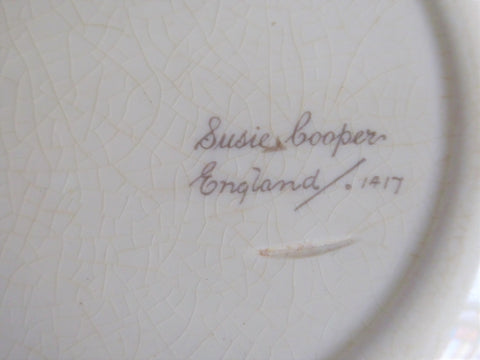 Susie Cooper
England/. 1417